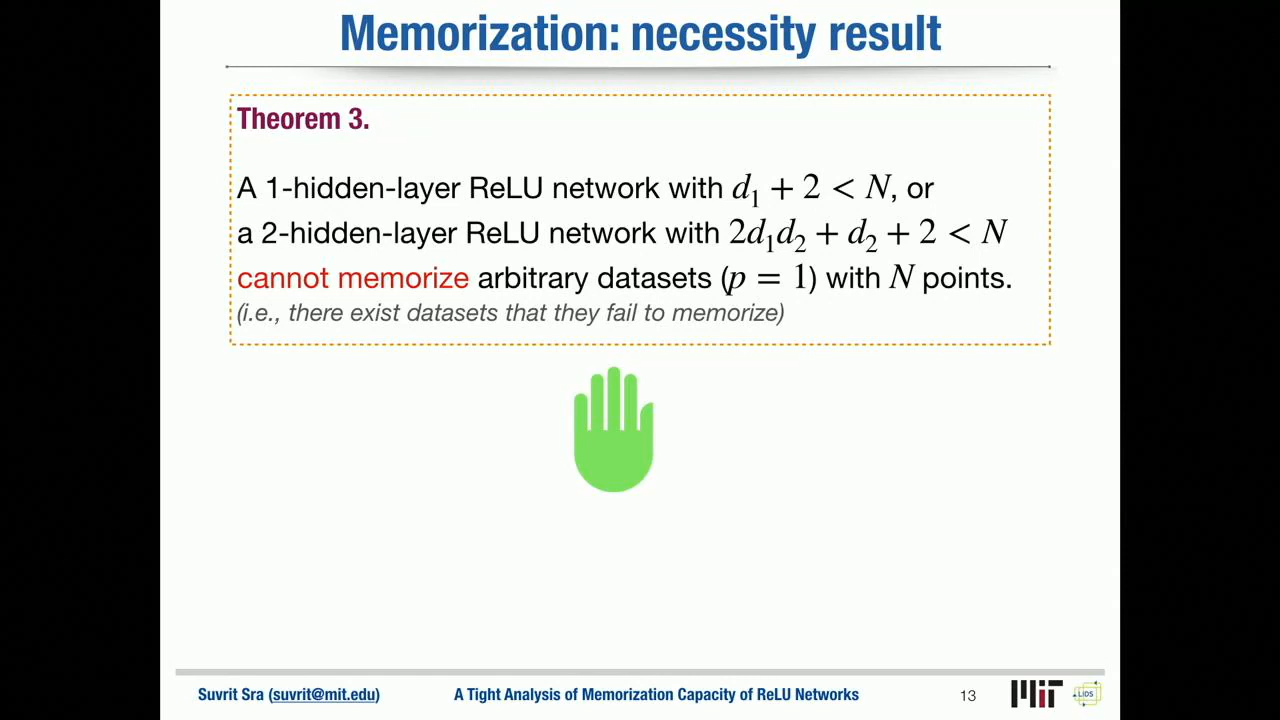 Memorization: necessity result
Theorem 3.
A 1-hidden-layer ReLU network with d₁ + 2 < N, or
a 2-hidden-layer ReLU network with 2d₁d₂ + d₂ + 2 < N
cannot memorize arbitrary datasets (p = 1) with N points.
(i.e., there exist datasets that they fail to memorize)
Suvrit Sra (suvrit@mit.edu) A Tight Analysis of Memorization Capacity of ReLU Networks 13 MIT LIDS